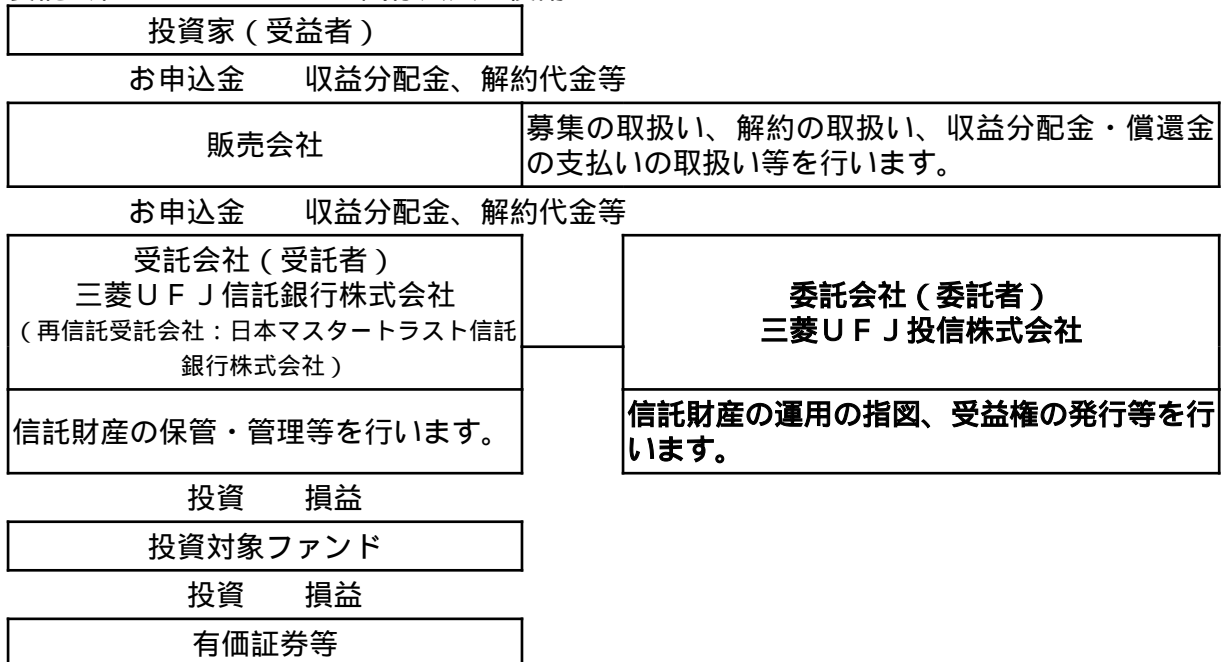 投資家（受益者）
お申込金　　収益分配金、解約代金等
販売会社
募集の取扱い、解約の取扱い、収益分配金・償還金
の支払いの取扱い等を行います。
お申込金　　収益分配金、解約代金等
受託会社（受託者）
三菱ＵＦＪ信託銀行株式会社
（再信託受託会社：日本マスタートラスト信託
銀行株式会社）
委託会社（委託者）
三菱ＵＦＪ投信株式会社
信託財産の保管・管理等を行います。
信託財産の運用の指図、受益権の発行等を行
います。
投資　　損益
投資対象ファンド
投資　　損益
有価証券等